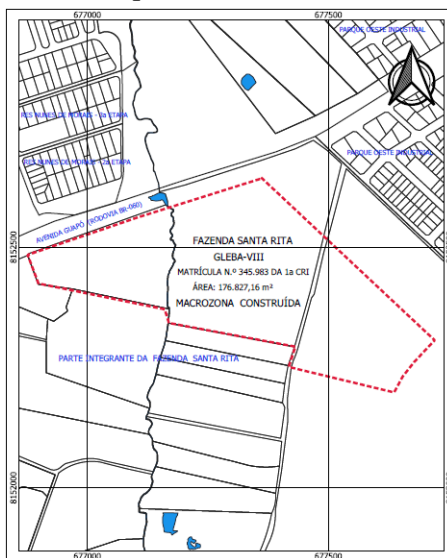 677000
677500
PARQUE OESTE INDUSTRIAL
RES NUNES DE MORAIS - 1a ETAPA
RES NUNES DE MORAIS - 2a ETAPA
PARQUE OESTE INDUSTRIAL
AVENIDA GUAPÓ (RODOVIA BR-060)
8152500
FAZENDA SANTA RITA
GLEBA-VIII
MATRÍCULA N.º 345.983 DA 1a CRI
ÁREA: 176.827,16 m²
MACROZONA CONSTRUÍDA
PARTE INTEGRANTE DA FAZENDA SANTA RITA
8152000
677000
677500